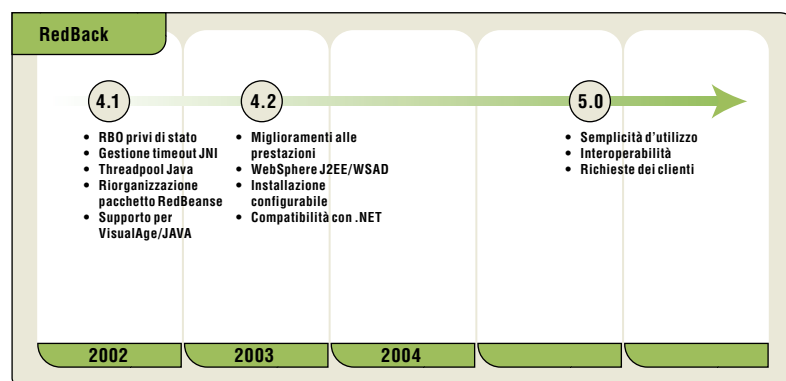 RedBack
4.1
4.2
5.0
• RBO privi di stato
• Gestione timeout JNI
• Threadpool Java
• Riorganizzazione
pacchetto RedBeanse
• Supporto per
VisualAge/JAVA
• Miglioramenti alle
prestazioni
• WebSphere J2EE/WSAD
• Installazione
configurabile
• Compatibilità con .NET
• Semplicità d'utilizzo
• Interoperabilità
• Richieste dei clienti
2002
2003
2004